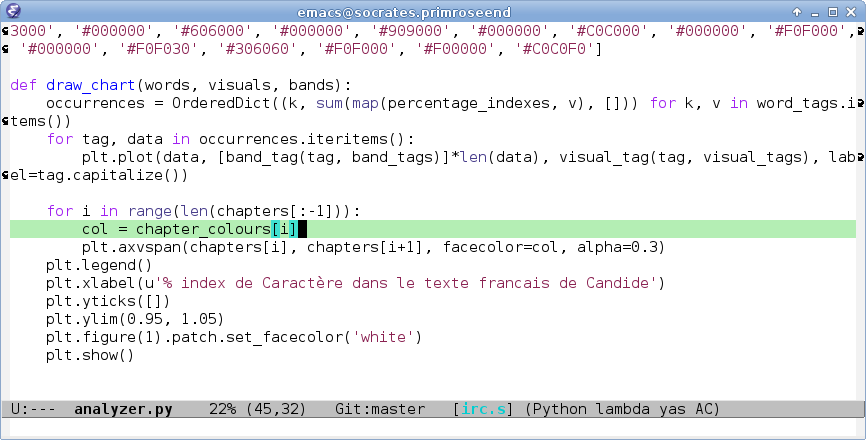 emacs@socrates.primroseend
3000', '#000000', '#606000', '#000000', '#909000', '#000000', '#C0C000', '#000000', '#F0F000',
'#000000', '#F0F030', '#306060', '#F0F000', '#F00000', '#C0C0F0']
def draw_chart(words, visuals, bands):
    occurrences = OrderedDict((k, sum(map(percentage_indexes, v), [])) for k, v in word_tags.i
tems())
    for tag, data in occurrences.iteritems():
        plt.plot(data, [band_tag(tag, band_tags)]*len(data), visual_tag(tag, visual_tags), lab
el=tag.capitalize())
    for i in range(len(chapters[:-1])):
        col = chapter_colours[i]
        plt.axvspan(chapters[i], chapters[i+1], facecolor=col, alpha=0.3)
    plt.legend()
    plt.xlabel(u'% index de Caractère dans le texte francais de Candide')
    plt.yticks([])
    plt.ylim(0.95, 1.05)
    plt.figure(1).patch.set_facecolor('white')
    plt.show()
U:---  analyzer.py    22% (45,32)   Git:master   [irc.s] (Python lambda yas AC)